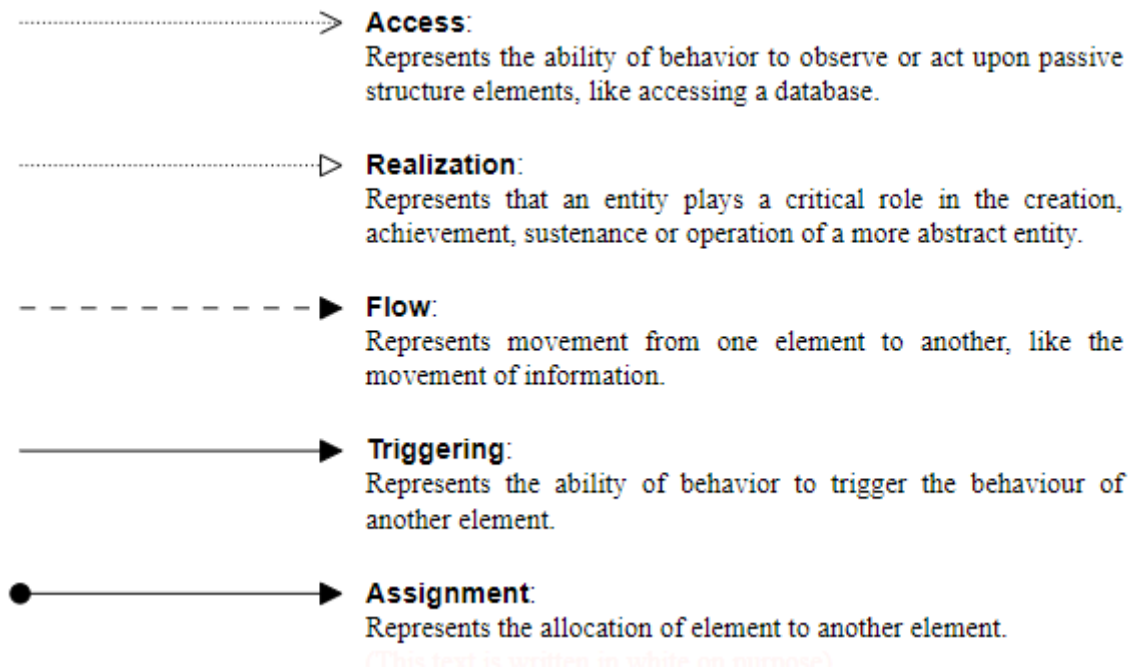 Access:
Represents the ability of behavior to observe or act upon passive
structure elements, like accessing a database.
Realization:
Represents that an entity plays a critical role in the creation,
achievement, sustenance or operation of a more abstract entity.
Flow:
Represents movement from one element to another, like the
movement of information.
Triggering:
Represents the ability of behavior to trigger the behaviour of
another element.
Assignment:
Represents the allocation of element to another element.
(This text is written in white on purpose)